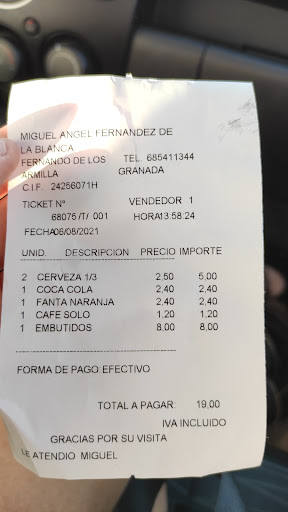 MIGUEL ANGEL FERNANDEZ DE
LA BLANCA
FERNANDO DE LOS TEL. 685411344
ARMILLA GRANADA
C.I.F. 24256071H
TICKET Nº VENDEDOR 1
68075 /T/ 001 HORA13:58:24
FECHA06/08/2021
UNID. DESCRIPCION PRECIO IMPORTE
2 CERVEZA 1/3 2,50 5,00
1 COCA COLA 2,40 2,40
1 FANTA NARANJA 2,40 2,40
1 CAFE SOLO 1,20 1,20
1 EMBUTIDOS 8,00 8,00
FORMA DE PAGO EFECTIVO
TOTAL A PAGAR: 19,00
IVA INCLUIDO
GRACIAS POR SU VISITA
LE ATENDIO MIGUEL